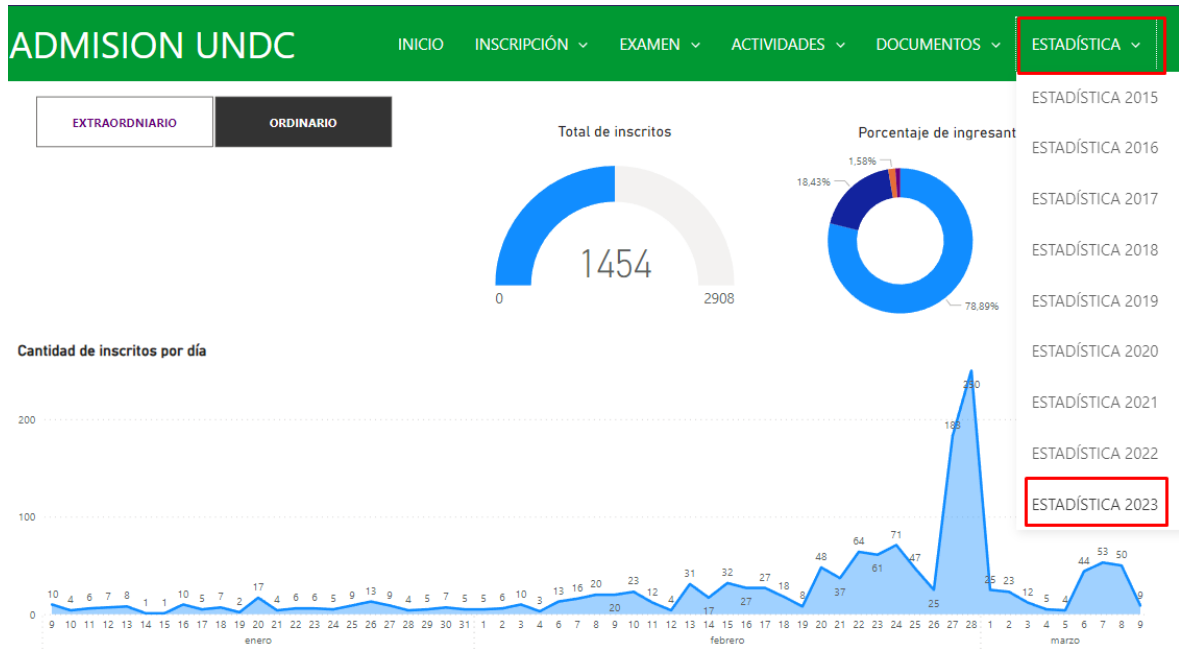 ADMISION UNDC
INICIO INSCRIPCIÓN EXAMEN ACTIVIDADES DOCUMENTOS ESTADÍSTICA
ESTADÍSTICA 2015
ESTADÍSTICA 2016
ESTADÍSTICA 2017
ESTADÍSTICA 2018
ESTADÍSTICA 2019
ESTADÍSTICA 2020
ESTADÍSTICA 2021
ESTADÍSTICA 2022
ESTADÍSTICA 2023
EXTRAORDNIARIO ORDINARIO
Total de inscritos
1454
0 2908
Porcentaje de ingresant
1,58%
18,43%
78,89%
Cantidad de inscritos por día
200
100
0
10 4 6 7 8 1 1 10 5 7 2 17 4 6 6 5 9 13 9 4 5 7 5 5 6 10 3 13 16 20 20 23 12 4 31 17 32 27 27 18 8 48 37 64 61 71 47 25 183 250 25 23 12 5 4 44 53 50 9
9 10 11 12 13 14 15 16 17 18 19 20 21 22 23 24 25 26 27 28 29 30 31 1 2 3 4 6 7 8 9 10 11 12 13 14 15 16 17 18 19 20 21 22 23 24 25 26 27 28 1 2 3 4 5 6 7 8 9
enero febrero marzo